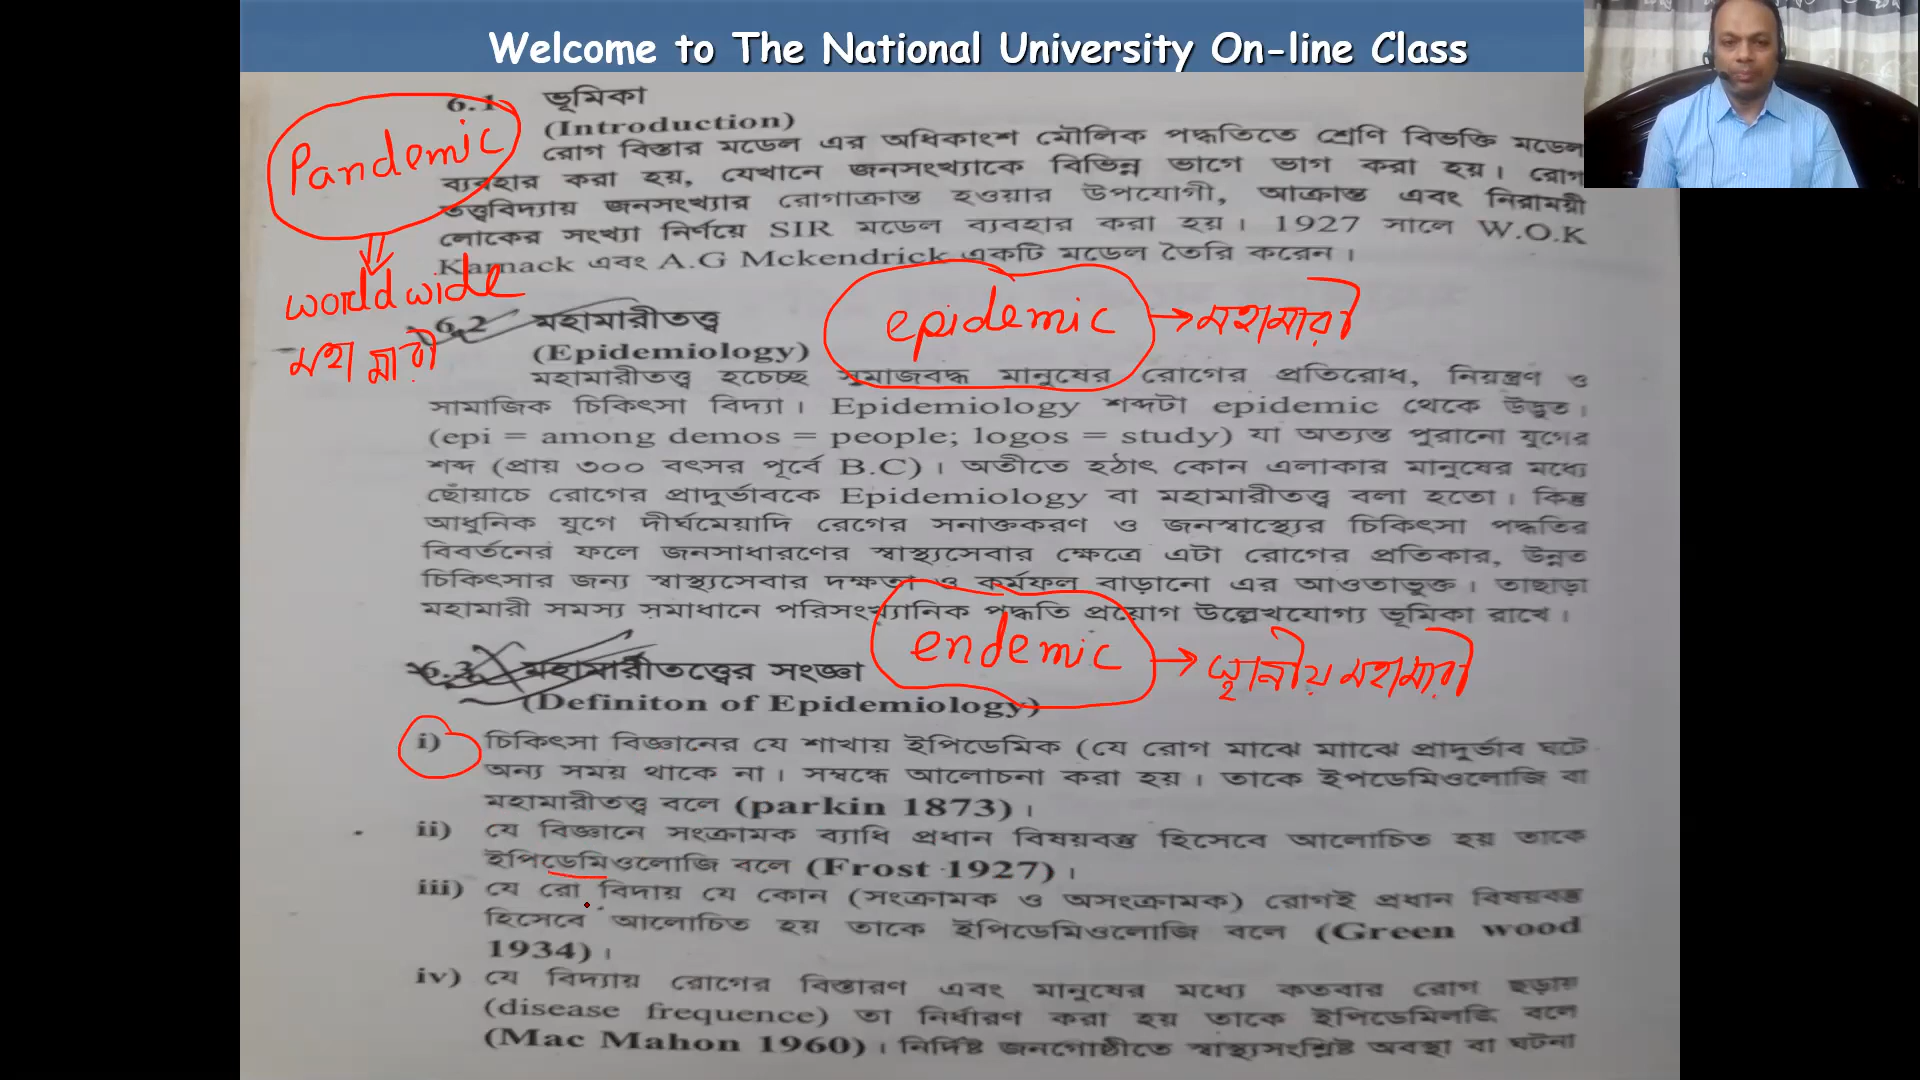 Welcome to The National University On-line Class
6.1 ভূমিকা
(Introduction)
Pandemic
রোগ বিস্তার মডেল এর অধিকাংশ মৌলিক পদ্ধতিতে শ্রেণি বিভক্তি মডেল
ব্যবহার করা হয়, যেখানে জনসংখ্যাকে বিভিন্ন ভাগে ভাগ করা হয়। রোগ
তত্ত্ববিদ্যায় জনসংখ্যার রোগাক্রান্ত হওয়ার উপযোগী, আক্রান্ত এবং নিরাময়ী
লোকের সংখ্যা নির্ণয়ে SIR মডেল ব্যবহার করা হয়। 1927 সালে W.O.K
Karnack এবং A.G Mckendrick একটি মডেল তৈরি করেন।
world wide
মহামারী
epidemic → মহামারী
6.2 মহামারীতত্ত্ব
(Epidemiology)
মহামারীতত্ত্ব হচেচ্ছ সমাজবদ্ধ মানুষের রোগের প্রতিরোধ, নিয়ন্ত্রণ ও
সামাজিক চিকিৎসা বিদ্যা। Epidemiology শব্দটা epidemic থেকে উদ্ভূত।
(epi = among demos = people; logos = study) যা অত্যন্ত পুরানো যুগের
শব্দ (প্রায় ৩০০ বৎসর পূর্বে B.C)। অতীতে হঠাৎ কোন এলাকার মানুষের মধ্যে
ছোঁয়াচে রোগের প্রাদুর্ভাবকে Epidemiology বা মহামারীতত্ত্ব বলা হতো। কিন্তু
আধুনিক যুগে দীর্ঘমেয়াদি রেগের সনাক্তকরণ ও জনস্বাস্থ্যের চিকিৎসা পদ্ধতির
বিবর্তনের ফলে জনসাধারণের স্বাস্থ্যসেবার ক্ষেত্রে এটা রোগের প্রতিকার, উন্নত
চিকিৎসার জন্য স্বাস্থ্যসেবার দক্ষতা ও কর্মফল বাড়ানো এর আওতাভুক্ত। তাছাড়া
মহামারী সমস্য সমাধানে পরিসংখ্যানিক পদ্ধতি প্রয়োগ উল্লেখযোগ্য ভূমিকা রাখে।
endemic → স্থানীয় মহামারী
6.3 মহামারীতত্ত্বের সংজ্ঞা
(Definiton of Epidemiology)
i) চিকিৎসা বিজ্ঞানের যে শাখায় ইপিডেমিক (যে রোগ মাঝে মাাঝে প্রাদুর্ভাব ঘটে
অন্য সময় থাকে না। সম্বন্ধে আলোচনা করা হয়। তাকে ইপডেমিওলোজি বা
মহামারীতত্ত্ব বলে (parkin 1873)।
ii) যে বিজ্ঞানে সংক্রামক ব্যাধি প্রধান বিষয়বস্তু হিসেবে আলোচিত হয় তাকে
ইপিডেমিওলোজি বলে (Frost 1927)।
iii) যে রো বিদায় যে কোন (সংক্রামক ও অসংক্রামক) রোগই প্রধান বিষয়বস্তু
হিসেবে আলোচিত হয় তাকে ইপিডেমিওলোজি বলে (Green wood
1934)।
iv) যে বিদ্যায় রোগের বিস্তারণ এবং মানুষের মধ্যে কতবার রোগ ছড়ায়
(disease frequence) তা নির্ধারণ করা হয় তাকে ইপিডেমিলজি বলে
(Mac Mahon 1960)। নির্দিষ্ট জনগোষ্ঠীতে স্বাস্থ্যসংশ্লিষ্ট অবস্থা বা ঘটনা